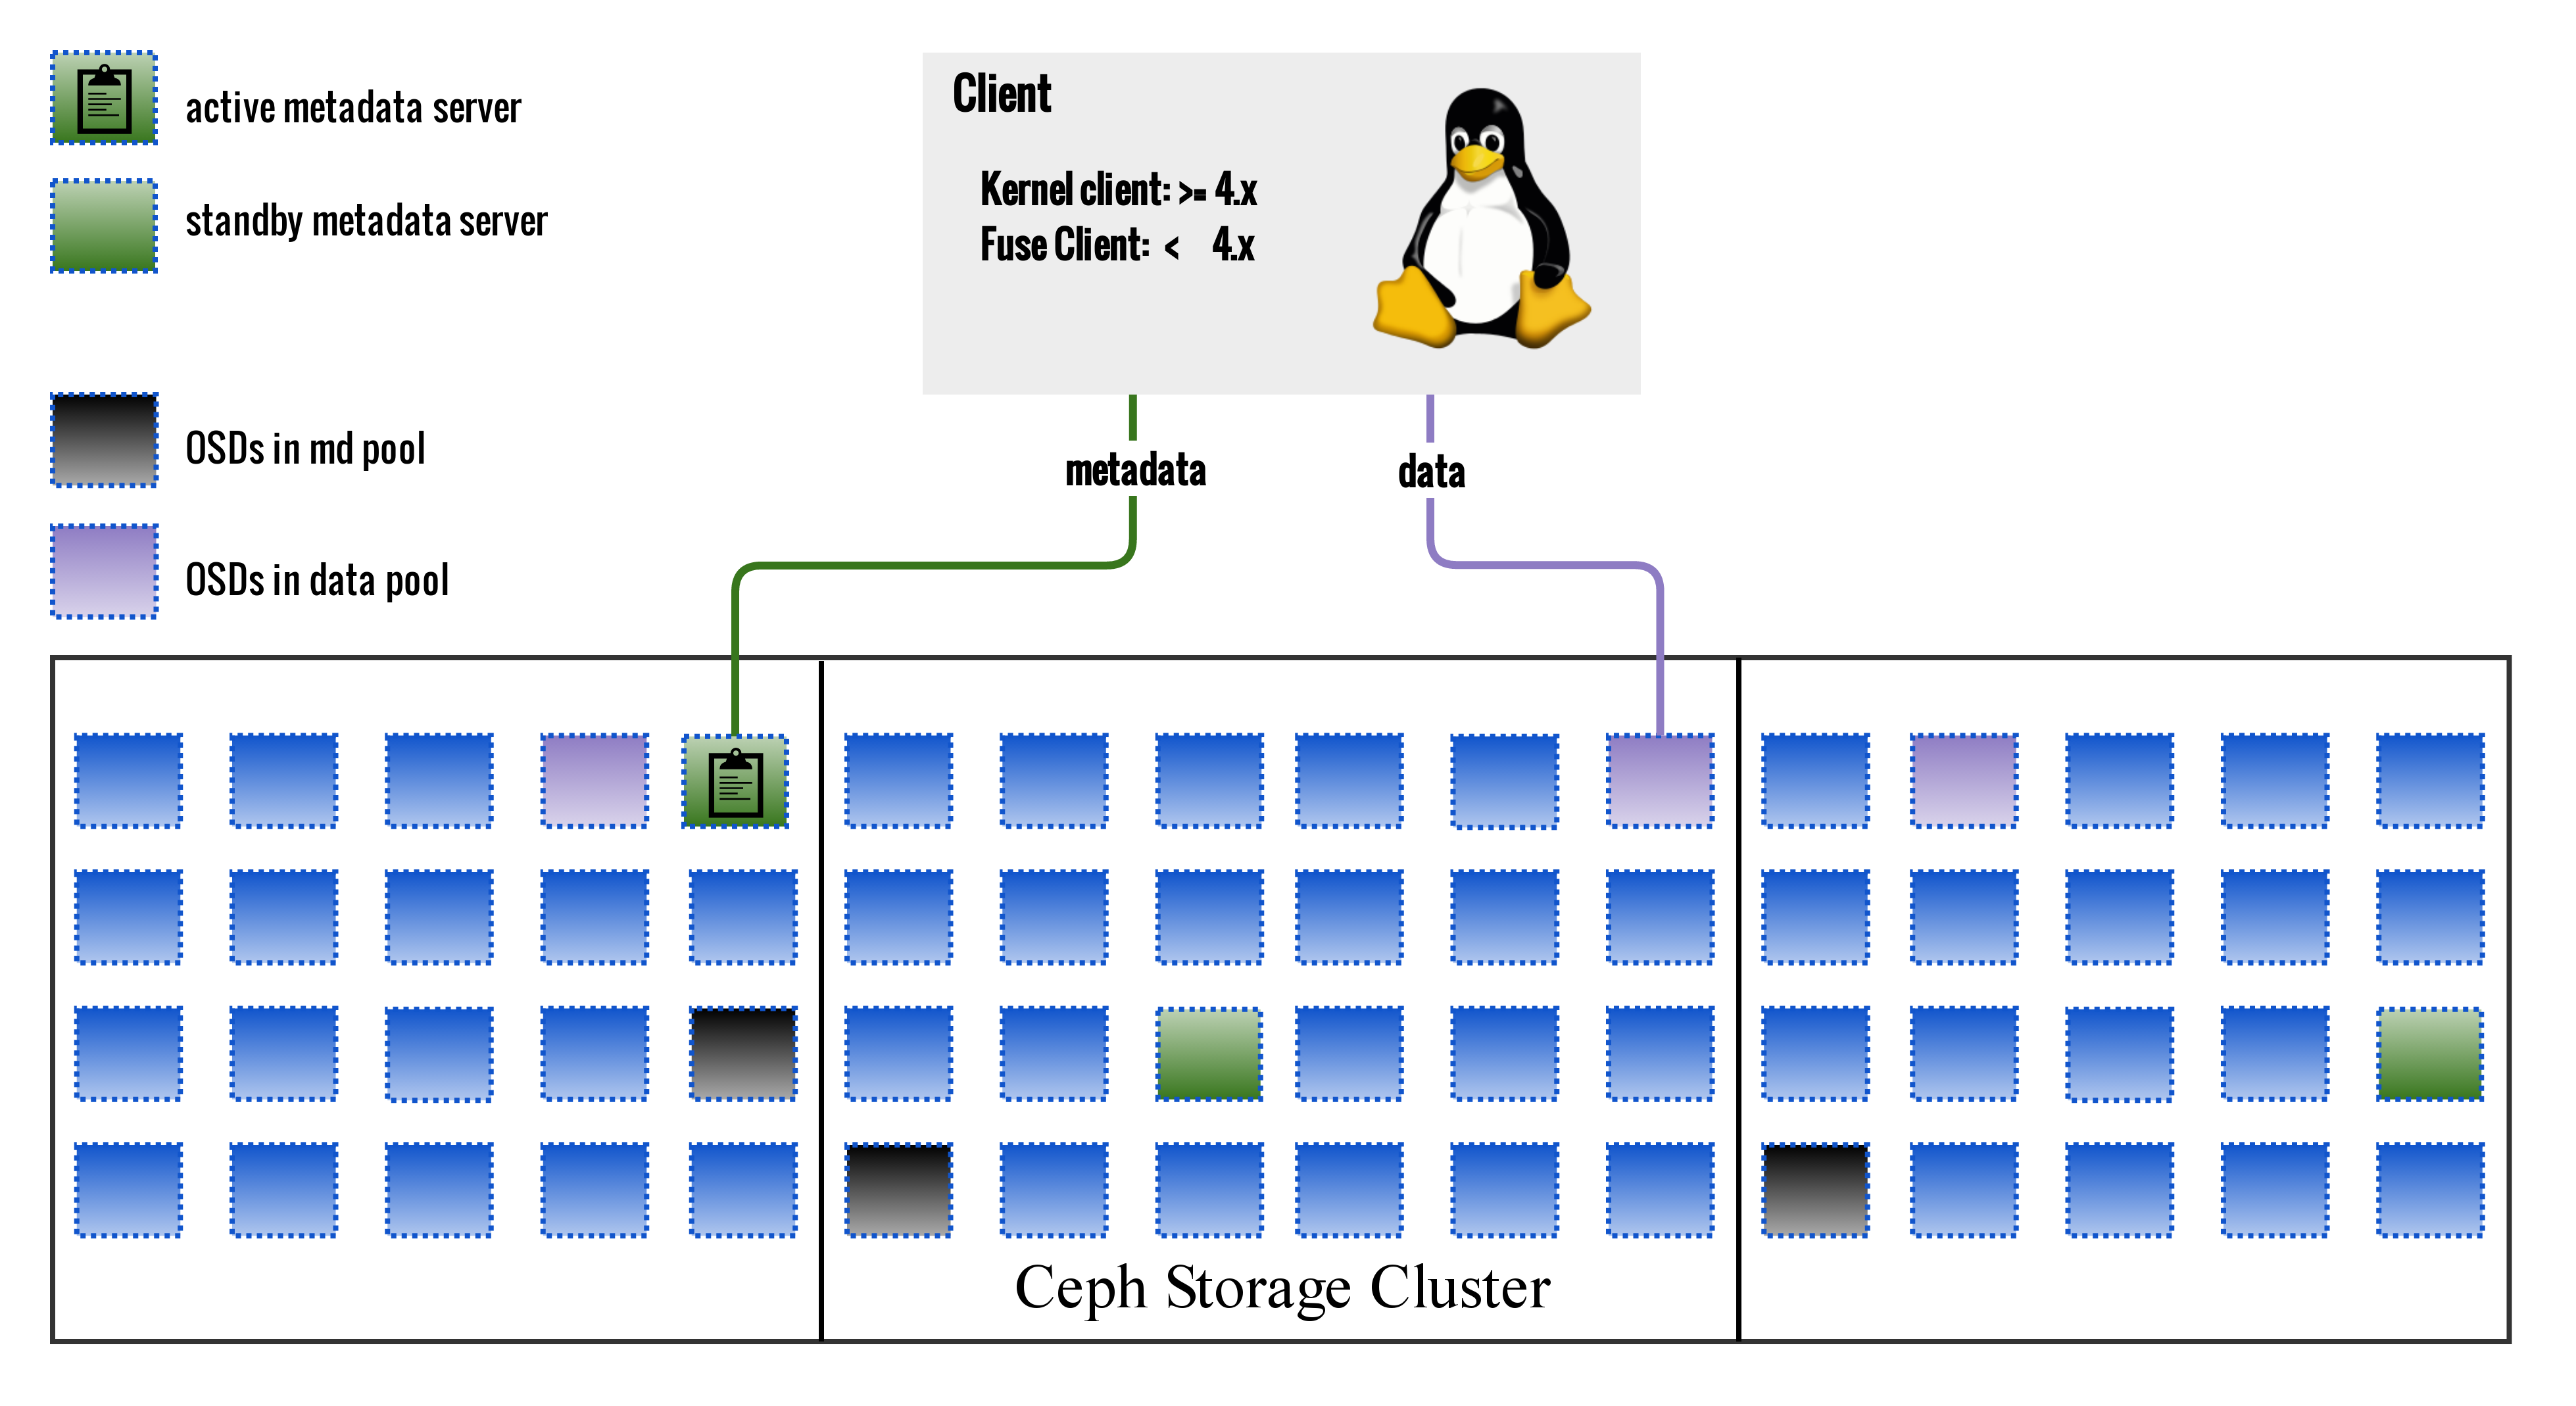 active metadata server
standby metadata server
OSDs in md pool
OSDs in data pool
Client
Kernel client: >= 4.x
Fuse Client: < 4.x
metadata
data
Ceph Storage Cluster